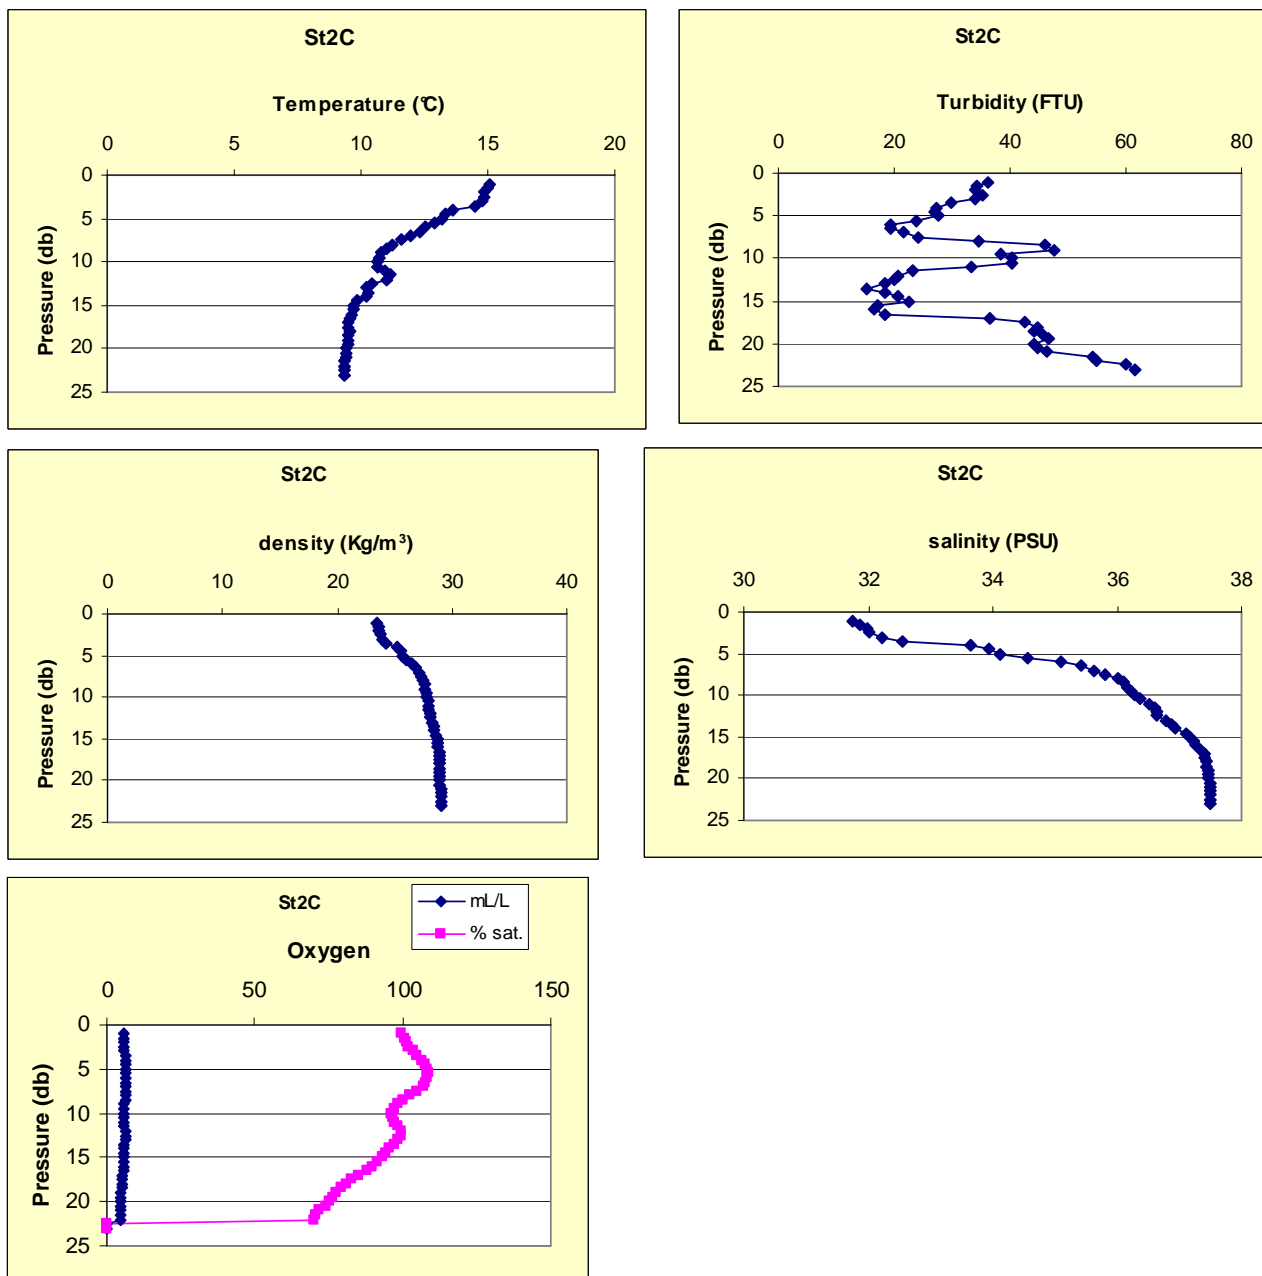 St2C
Temperature (°C)
0 5 10 15 20
0
5
10
15
20
25
Pressure (db)
St2C
Turbidity (FTU)
0 20 40 60 80
0
5
10
15
20
25
Pressure (db)
St2C
density (Kg/m³)
0 10 20 30 40
0
5
10
15
20
25
Pressure (db)
St2C
salinity (PSU)
30 32 34 36 38
0
5
10
15
20
25
Pressure (db)
St2C
Oxygen
mL/L
% sat.
0 50 100 150
0
5
10
15
20
25
Pressure (db)